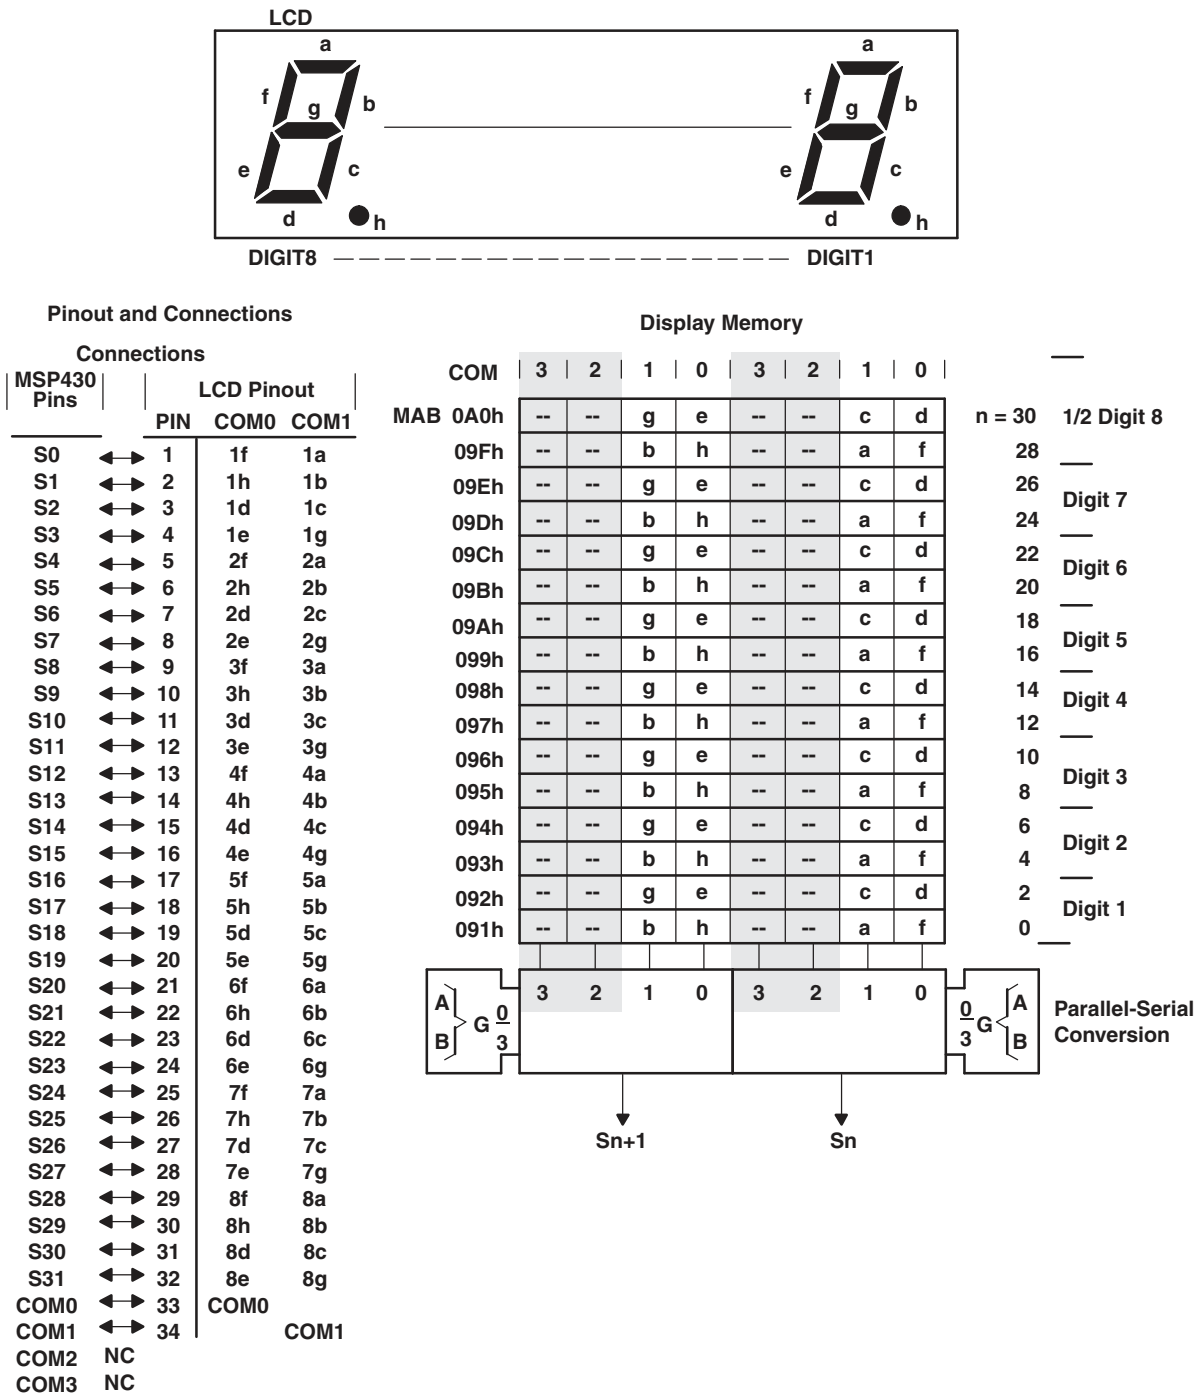 LCD
a
f
g
b
e
c
d
h
a
f
g
b
e
c
d
h
DIGIT8
DIGIT1
Pinout and Connections
Connections
MSP430 Pins
LCD Pinout
PIN COM0 COM1
S0 1 1f 1a
S1 2 1h 1b
S2 3 1d 1c
S3 4 1e 1g
S4 5 2f 2a
S5 6 2h 2b
S6 7 2d 2c
S7 8 2e 2g
S8 9 3f 3a
S9 10 3h 3b
S10 11 3d 3c
S11 12 3e 3g
S12 13 4f 4a
S13 14 4h 4b
S14 15 4d 4c
S15 16 4e 4g
S16 17 5f 5a
S17 18 5h 5b
S18 19 5d 5c
S19 20 5e 5g
S20 21 6f 6a
S21 22 6h 6b
S22 23 6d 6c
S23 24 6e 6g
S24 25 7f 7a
S25 26 7h 7b
S26 27 7d 7c
S27 28 7e 7g
S28 29 8f 8a
S29 30 8h 8b
S30 31 8d 8c
S31 32 8e 8g
COM0 33 COM0
COM1 34 COM1
COM2 NC
COM3 NC
Display Memory
COM 3 2 1 0 3 2 1 0
MAB 0A0h -- -- g e -- -- c d n = 30 1/2 Digit 8
09Fh -- -- b h -- -- a f 28
09Eh -- -- g e -- -- c d 26
Digit 7
09Dh -- -- b h -- -- a f 24
09Ch -- -- g e -- -- c d 22
Digit 6
09Bh -- -- b h -- -- a f 20
09Ah -- -- g e -- -- c d 18
Digit 5
099h -- -- b h -- -- a f 16
098h -- -- g e -- -- c d 14
Digit 4
097h -- -- b h -- -- a f 12
096h -- -- g e -- -- c d 10
Digit 3
095h -- -- b h -- -- a f 8
094h -- -- g e -- -- c d 6
Digit 2
093h -- -- b h -- -- a f 4
092h -- -- g e -- -- c d 2
Digit 1
091h -- -- b h -- -- a f 0
3 2 1 0 3 2 1 0
A
B
G 0
3
0
3 G
A
B
Parallel-Serial
Conversion
Sn+1
Sn